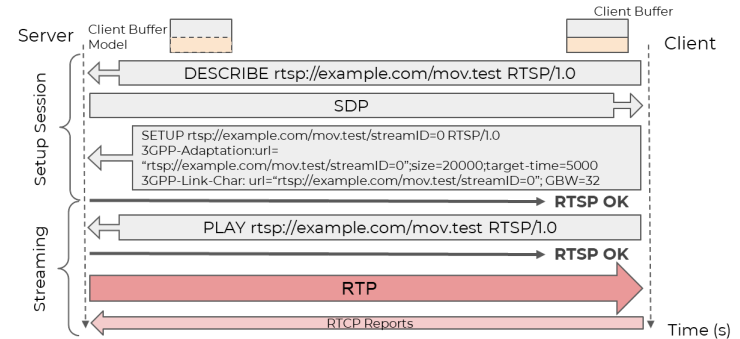 Client Buffer
Server
Client Buffer
Model
Client
DESCRIBE rtsp://example.com/mov.test RTSP/1.0
SDP
Setup Session
SETUP rtsp://example.com/mov.test/streamID=0 RTSP/1.0
3GPP-Adaptation:url=
“rtsp://example.com/mov.test/streamID=0”;size=20000;target-time=5000
3GPP-Link-Char: url=“rtsp://example.com/mov.test/streamID=0”; GBW=32
RTSP OK
PLAY rtsp://example.com/mov.test RTSP/1.0
RTSP OK
Streaming
RTP
RTCP Reports
Time (s)